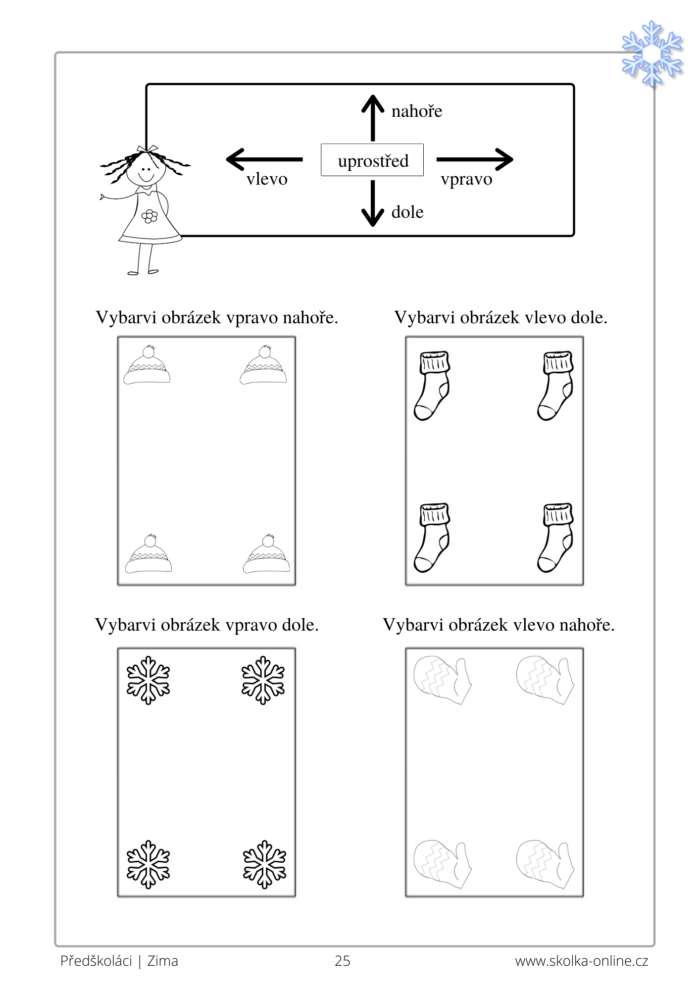 nahoře
uprostřed
vlevo
vpravo
dole
Vybarvi obrázek vpravo nahoře.
Vybarvi obrázek vlevo dole.
Vybarvi obrázek vpravo dole.
Vybarvi obrázek vlevo nahoře.
Předškoláci | Zima
25
www.skolka-online.cz